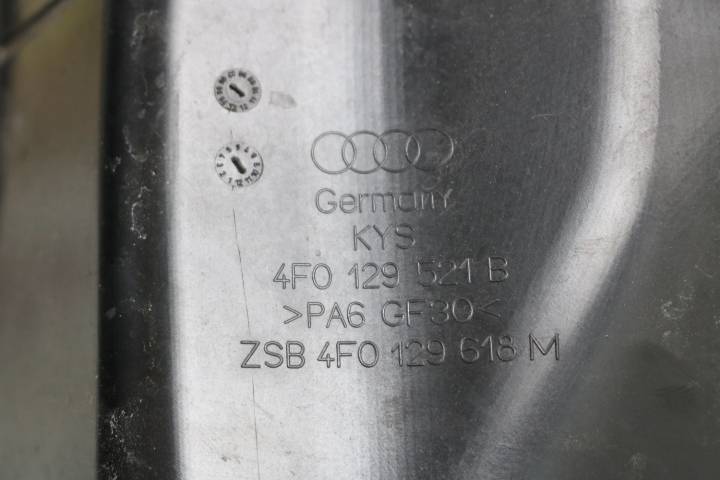 Germany
KYS
4F0 129 521 B
>PA6 GF30<
ZSB 4F0 129 618 M